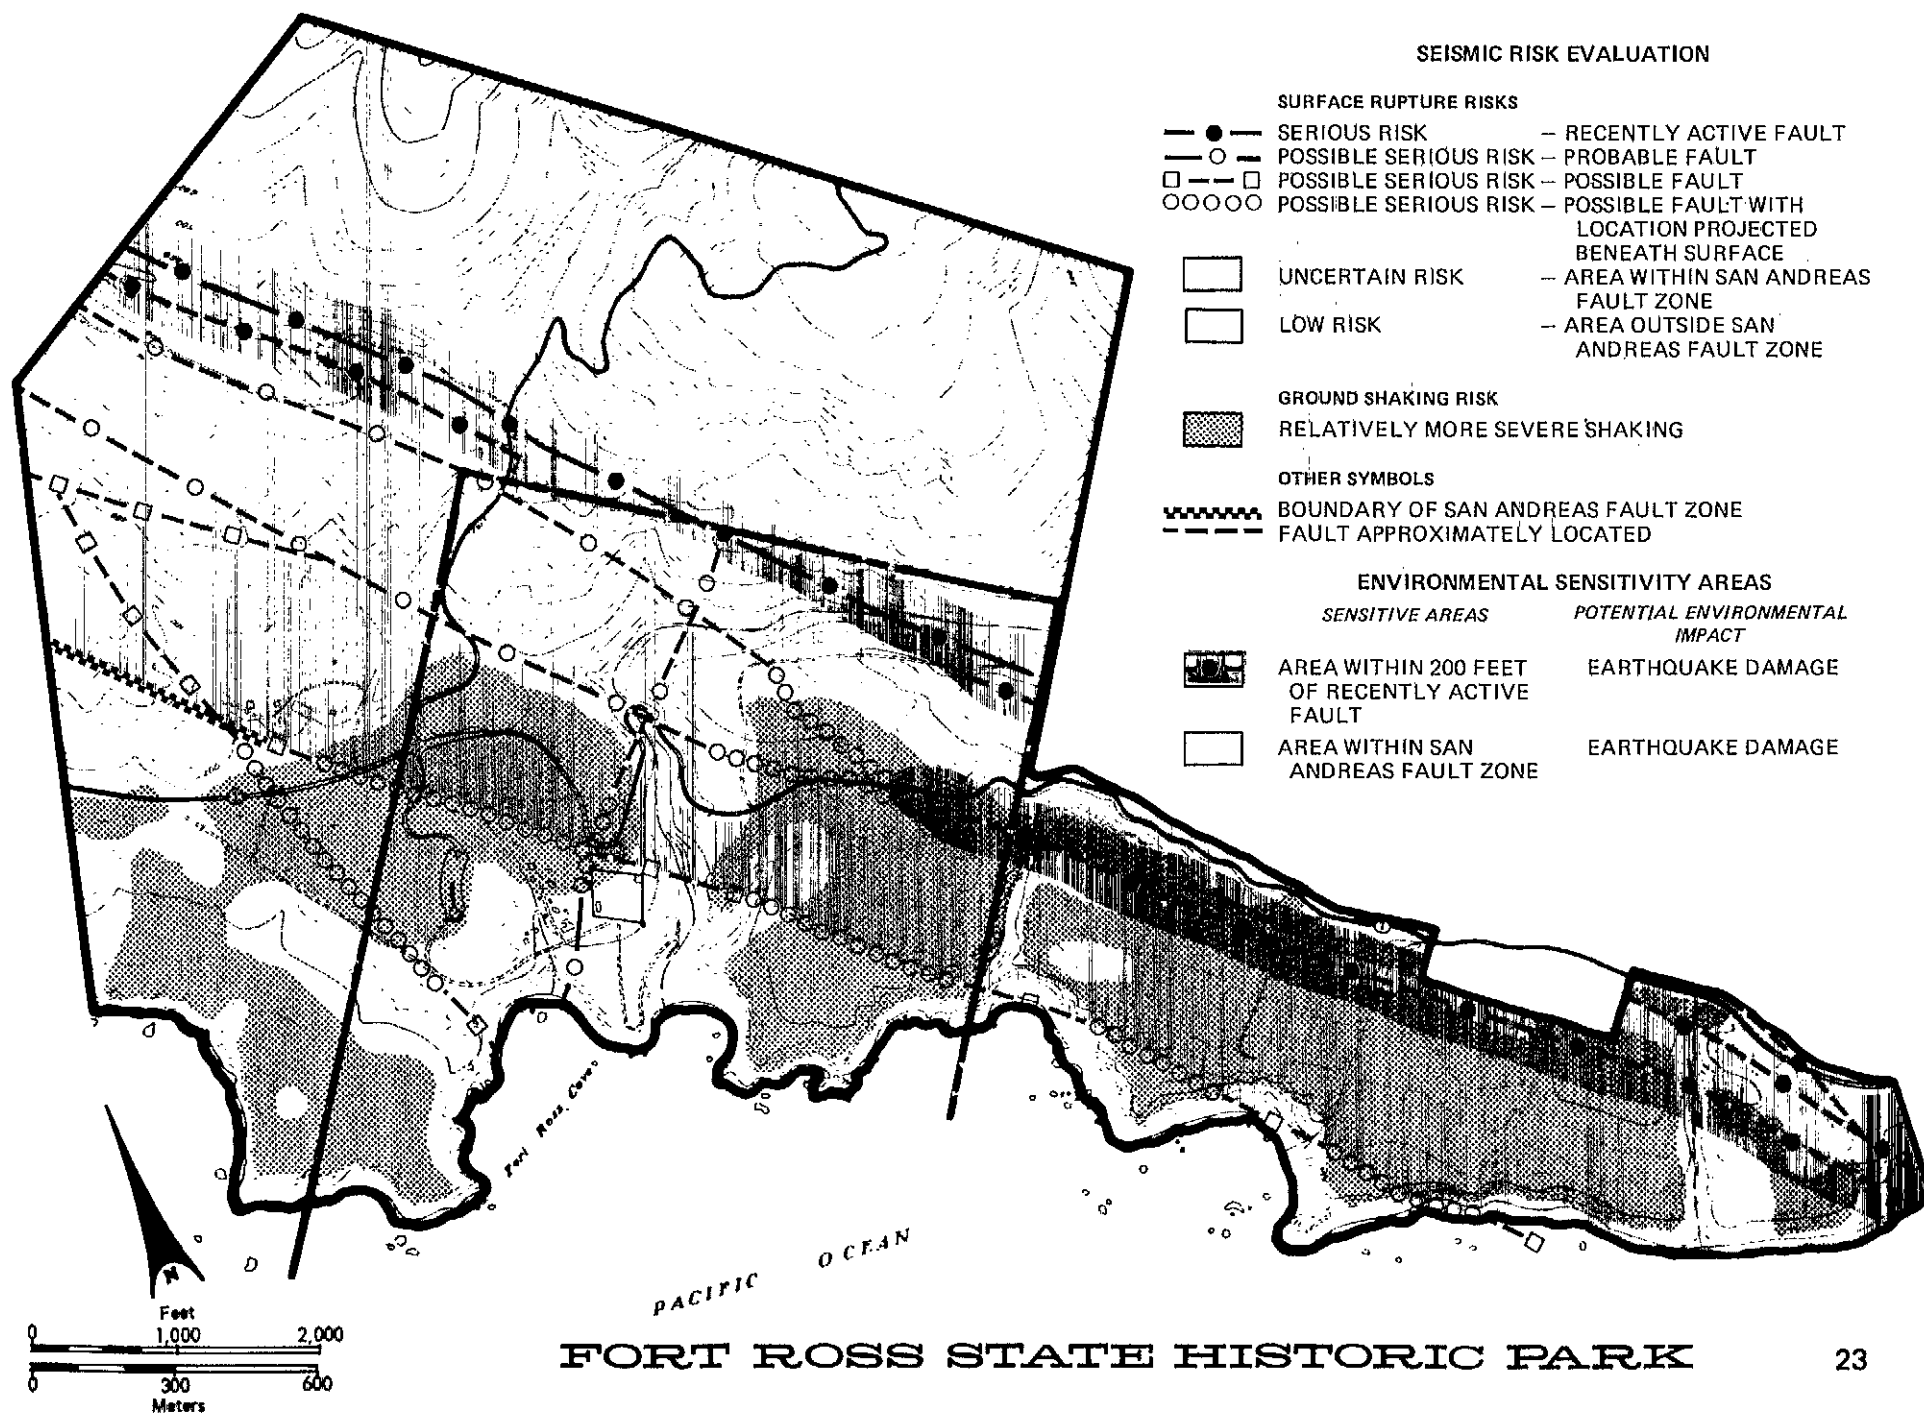 SEISMIC RISK EVALUATION
SURFACE RUPTURE RISKS
SERIOUS RISK – RECENTLY ACTIVE FAULT
POSSIBLE SERIOUS RISK – PROBABLE FAULT
POSSIBLE SERIOUS RISK – POSSIBLE FAULT
POSSIBLE SERIOUS RISK – POSSIBLE FAULT WITH
LOCATION PROJECTED
BENEATH SURFACE
UNCERTAIN RISK – AREA WITHIN SAN ANDREAS
FAULT ZONE
LOW RISK – AREA OUTSIDE SAN
ANDREAS FAULT ZONE
GROUND SHAKING RISK
RELATIVELY MORE SEVERE SHAKING
OTHER SYMBOLS
BOUNDARY OF SAN ANDREAS FAULT ZONE
FAULT APPROXIMATELY LOCATED
ENVIRONMENTAL SENSITIVITY AREAS
SENSITIVE AREAS POTENTIAL ENVIRONMENTAL
IMPACT
AREA WITHIN 200 FEET EARTHQUAKE DAMAGE
OF RECENTLY ACTIVE
FAULT
AREA WITHIN SAN EARTHQUAKE DAMAGE
ANDREAS FAULT ZONE
Fort Ross Cove
PACIFIC OCEAN
N
Feet
0 1,000 2,000
0 300 600
Meters
FORT ROSS STATE HISTORIC PARK 23